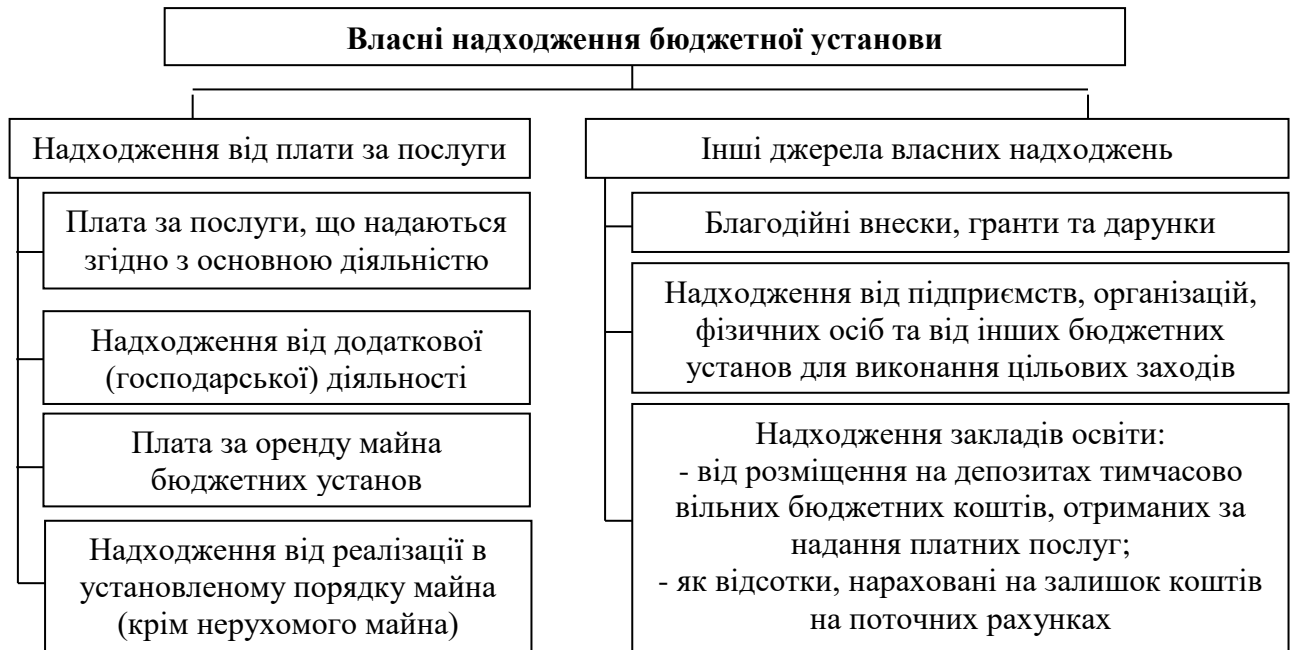 Власні надходження бюджетної установи
Надходження від плати за послуги
Плата за послуги, що надаються
згідно з основною діяльністю
Надходження від додаткової
(господарської) діяльності
Плата за оренду майна
бюджетних установ
Надходження від реалізації в
установленому порядку майна
(крім нерухомого майна)
Інші джерела власних надходжень
Благодійні внески, гранти та дарунки
Надходження від підприємств, організацій,
фізичних осіб та від інших бюджетних
установ для виконання цільових заходів
Надходження закладів освіти:
- від розміщення на депозитах тимчасово
вільних бюджетних коштів, отриманих за
надання платних послуг;
- як відсотки, нараховані на залишок коштів
на поточних рахунках